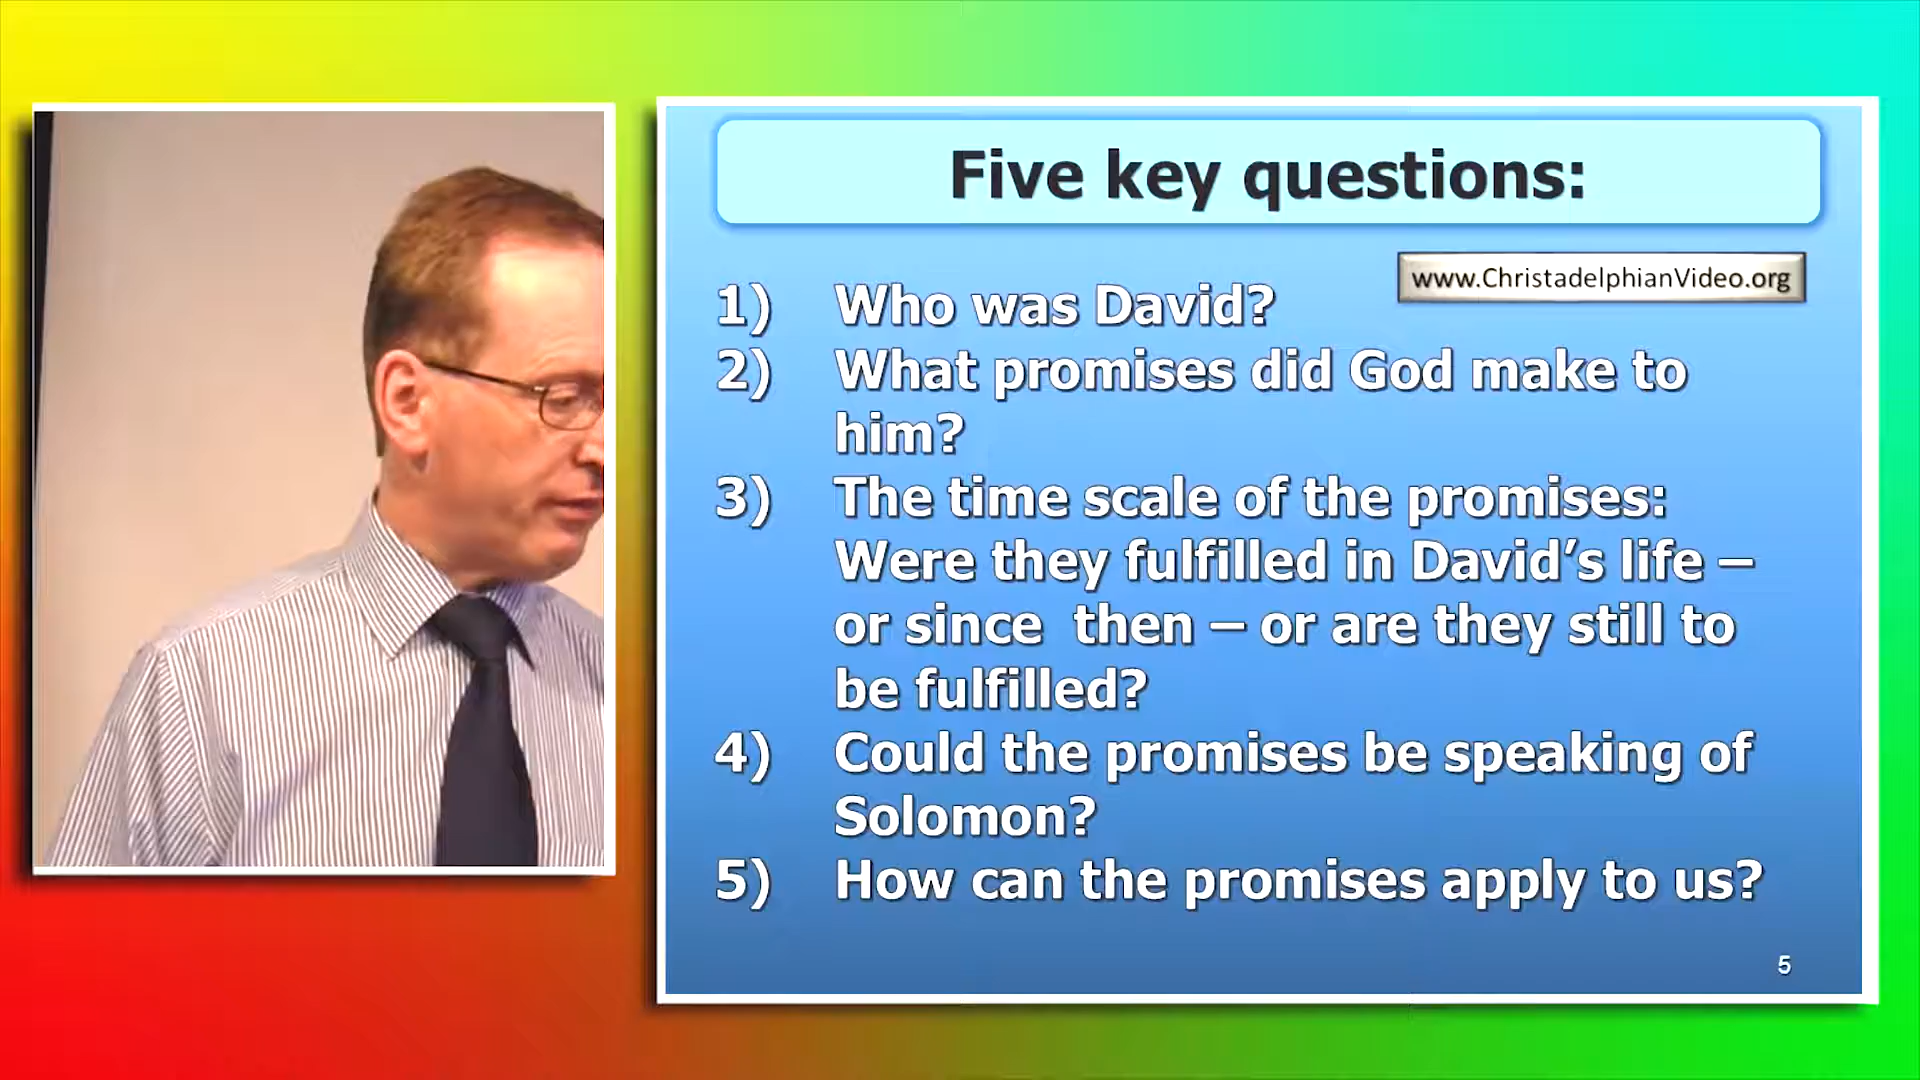 Five key questions:
www.ChristadelphianVideo.org
1) Who was David?
2) What promises did God make to
him?
3) The time scale of the promises:
Were they fulfilled in David’s life –
or since  then – or are they still to
be fulfilled?
4) Could the promises be speaking of
Solomon?
5) How can the promises apply to us?
5